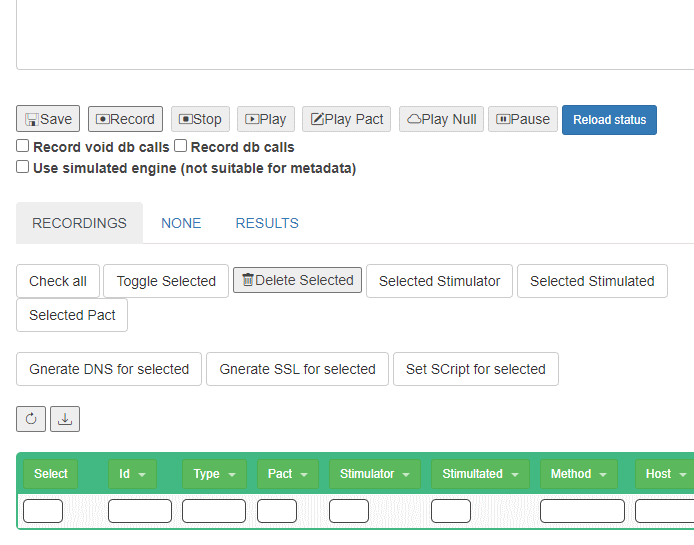 Save Record Stop Play Play Pact Play Null Pause Reload status
Record void db calls Record db calls
Use simulated engine (not suitable for metadata)
RECORDINGS NONE RESULTS
Check all Toggle Selected Delete Selected Selected Stimulator Selected Stimulated
Selected Pact
Gnerate DNS for selected Gnerate SSL for selected Set SCript for selected
Select Id Type Pact Stimulator Stimultated Method Host